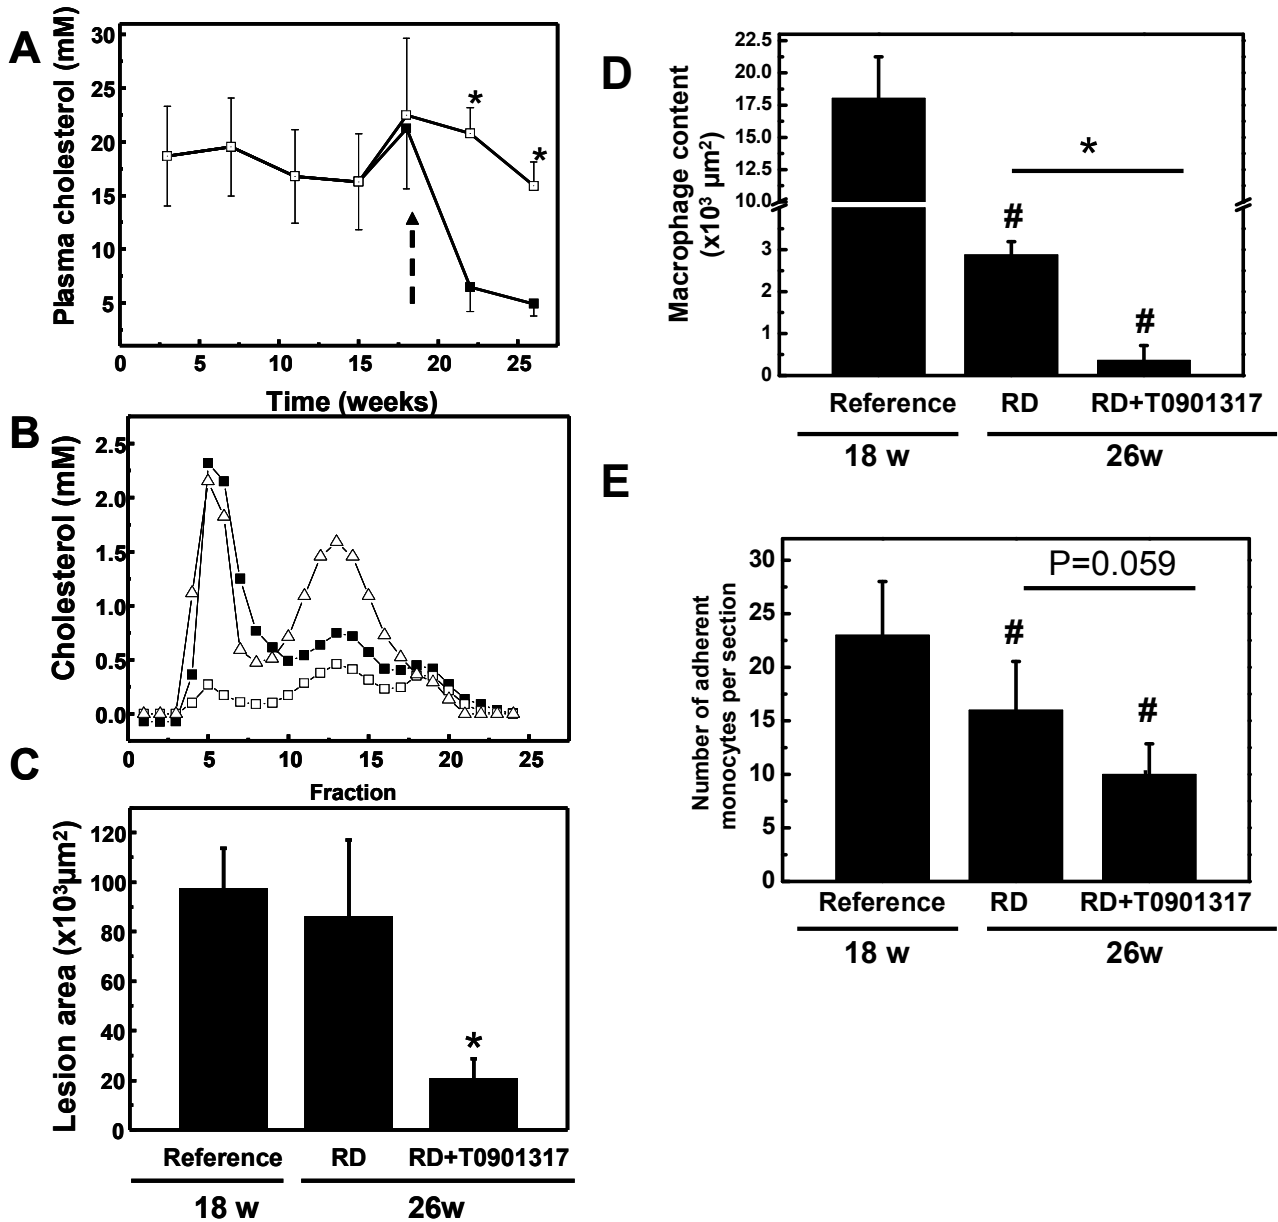 A
Plasma cholesterol (mM)
30
25
20
15
10
5
*
*
0 5 10 15 20 25
Time (weeks)
B
Cholesterol (mM)
2.5
2.0
1.5
1.0
0.5
0.0
0 5 10 15 20 25
Fraction
C
Lesion area (x10³µm²)
120
100
80
60
40
20
0
*
Reference RD RD+T0901317
18 w 26w
D
Macrophage content
(x10³ µm²)
22.5
20.0
17.5
15.0
12.5
10.0
3
2
1
0
*
#
#
Reference RD RD+T0901317
18 w 26w
E
Number of adherent
monocytes per section
30
25
20
15
10
5
0
P=0.059
#
#
Reference RD RD+T0901317
18 w 26w